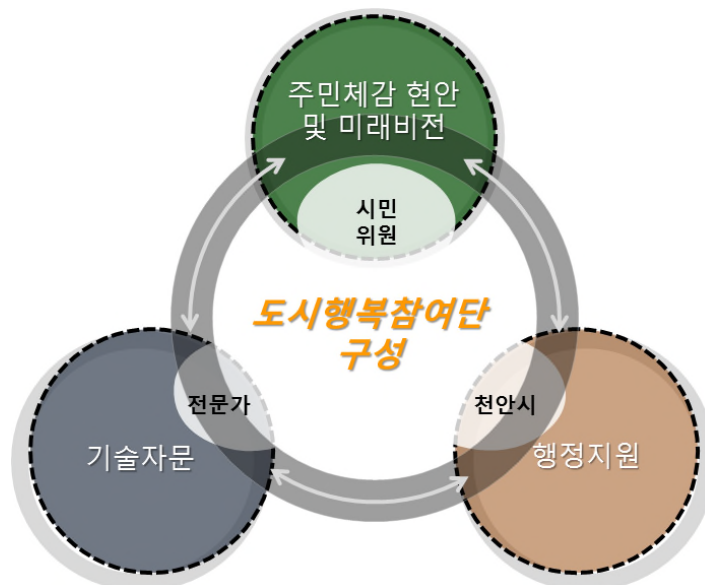 주민체감 현안
및 미래비전
시민
위원
도시행복참여단
구성
전문가
천안시
기술자문
행정지원